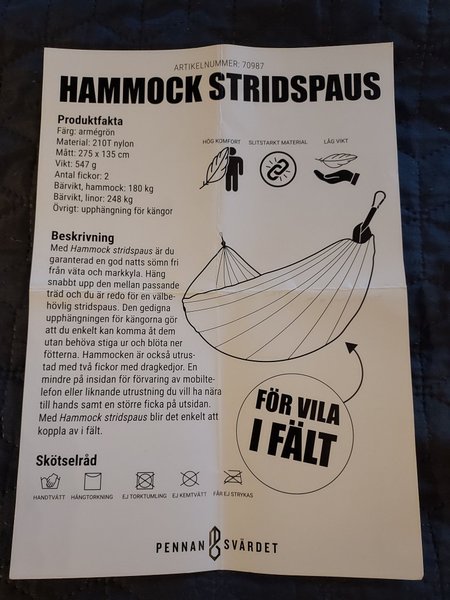 ARTIKELNUMMER: 70987
HAMMOCK STRIDSPAUS
Produktfakta
Färg: armégrön
Material: 210T nylon
Mått: 275 x 135 cm
Vikt: 547 g
Antal fickor: 2
Bärvikt, hammock: 180 kg
Bärvikt, linor: 248 kg
Övrigt: upphängning för kängor
HÖG KOMFORT
SLITSTARKT MATERIAL
LÅG VIKT
Beskrivning
Med Hammock stridspaus är du
garanterad en god natts sömn fri
från väta och markkyla. Häng
snabbt upp den mellan passande
träd och du är redo för en välbe-
hövlig stridspaus. Den gedigna
upphängningen för kängorna gör
att du enkelt kan komma åt dem
utan behöva stiga ur och blöta ner
fötterna. Hammocken är också utrus-
tad med två fickor med dragkedjor. En
mindre på insidan för förvaring av mobilte-
lefon eller liknande utrustning du vill ha nära
till hands samt en större ficka på utsidan.
Med Hammock stridspaus blir det enkelt att
koppla av i fält.
FÖR VILA
I FÄLT
Skötselråd
HANDTVÄTT
HÄNGTORKNING
EJ TORKTUMLING
EJ KEMTVÄTT
FÅR EJ STRYKAS
PENNAN SVÄRDET